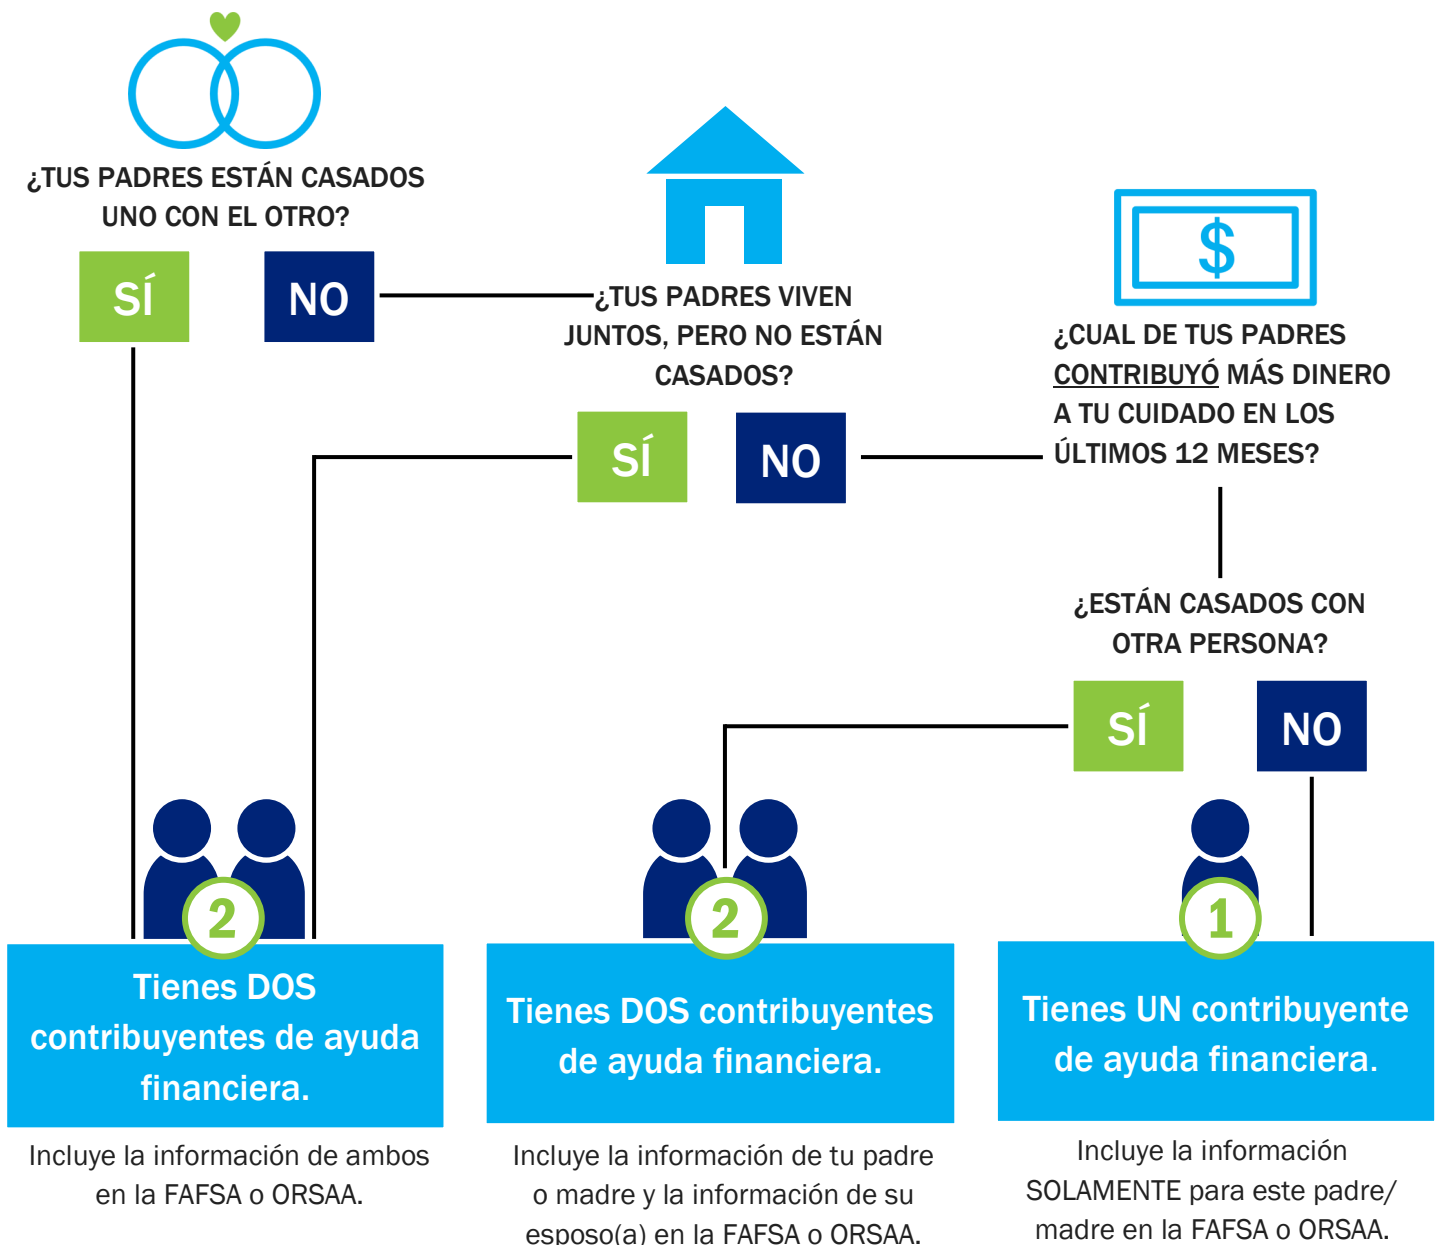 ¿TUS PADRES ESTÁN CASADOS
UNO CON EL OTRO?
SÍ
NO
¿TUS PADRES VIVEN
JUNTOS, PERO NO ESTÁN
CASADOS?
SÍ
NO
$
¿CUAL DE TUS PADRES
CONTRIBUYÓ MÁS DINERO
A TU CUIDADO EN LOS
ÚLTIMOS 12 MESES?
¿ESTÁN CASADOS CON
OTRA PERSONA?
SÍ
NO
2
Tienes DOS
contribuyentes de ayuda
financiera.
Incluye la información de ambos
en la FAFSA o ORSAA.
2
Tienes DOS contribuyentes
de ayuda financiera.
Incluye la información de tu padre
o madre y la información de su
esposo(a) en la FAFSA o ORSAA.
1
Tienes UN contribuyente
de ayuda financiera.
Incluye la información
SOLAMENTE para este padre/
madre en la FAFSA o ORSAA.